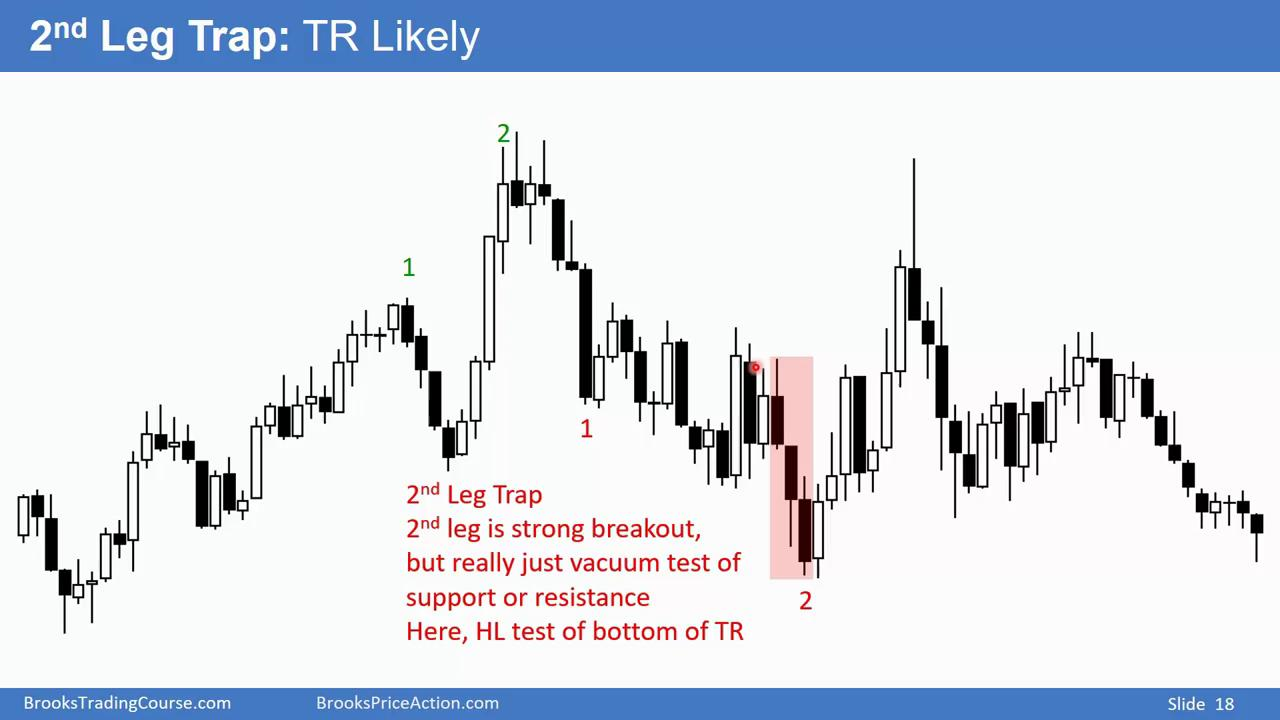 2nd Leg Trap: TR Likely
2
1
1
2nd Leg Trap
2nd leg is strong breakout,
but really just vacuum test of
support or resistance
Here, HL test of bottom of TR
2
BrooksTradingCourse.com
BrooksPriceAction.com
Slide 18